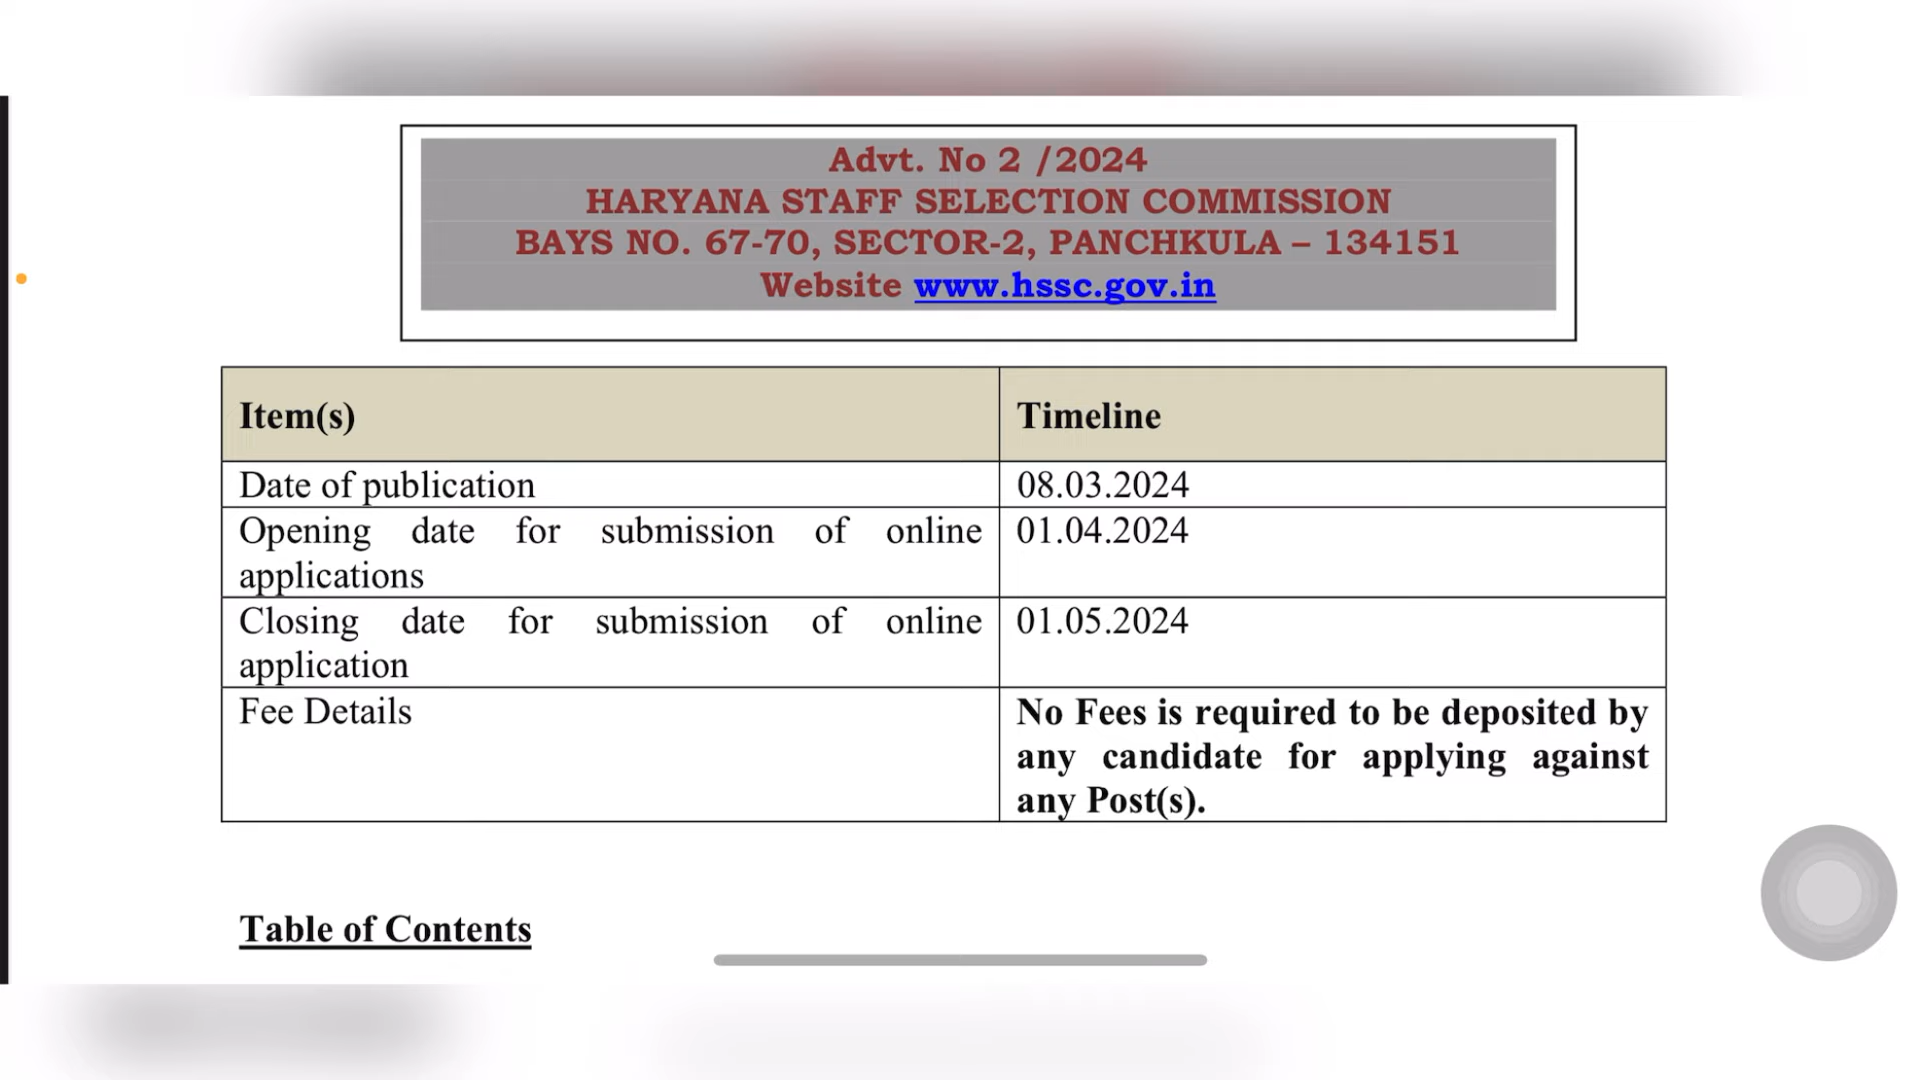 Advt. No 2 /2024
HARYANA STAFF SELECTION COMMISSION
BAYS NO. 67-70, SECTOR-2, PANCHKULA – 134151
Website www.hssc.gov.in
Item(s) Timeline
Date of publication 08.03.2024
Opening date for submission of online 01.04.2024
applications
Closing date for submission of online 01.05.2024
application
Fee Details No Fees is required to be deposited by
any candidate for applying against
any Post(s).
Table of Contents